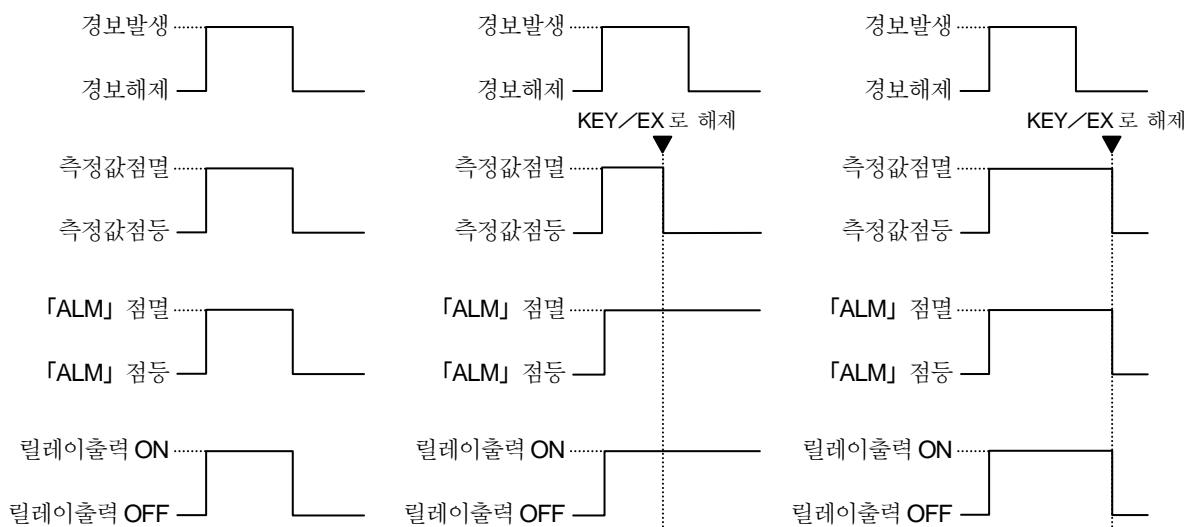 경보발생 경보발생 경보발생
경보해제 경보해제 경보해제
KEY／EX 로 해제 KEY／EX 로 해제
측정값점멸 측정값점멸 측정값점멸
측정값점등 측정값점등 측정값점등
「ALM」 점멸 「ALM」 점멸 「ALM」 점멸
「ALM」 점등 「ALM」 점등 「ALM」 점등
릴레이출력 ON 릴레이출력 ON 릴레이출력 ON
릴레이출력 OFF 릴레이출력 OFF 릴레이출력 OFF